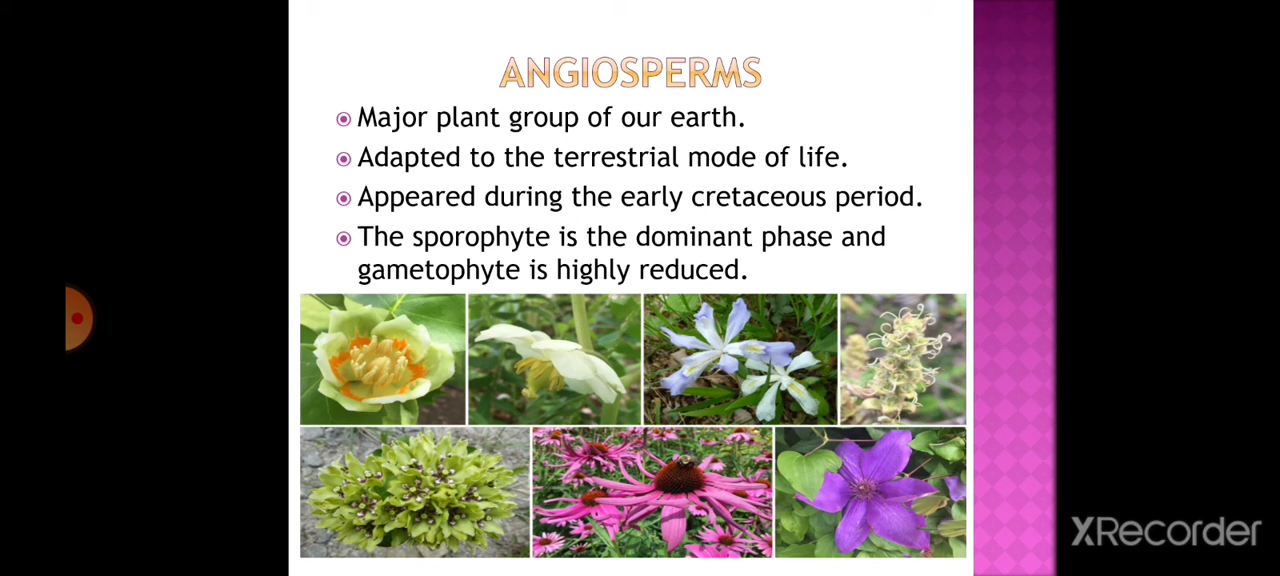 ANGIOSPERMS
Major plant group of our earth.
Adapted to the terrestrial mode of life.
Appeared during the early cretaceous period.
The sporophyte is the dominant phase and
gametophyte is highly reduced.
XRecorder